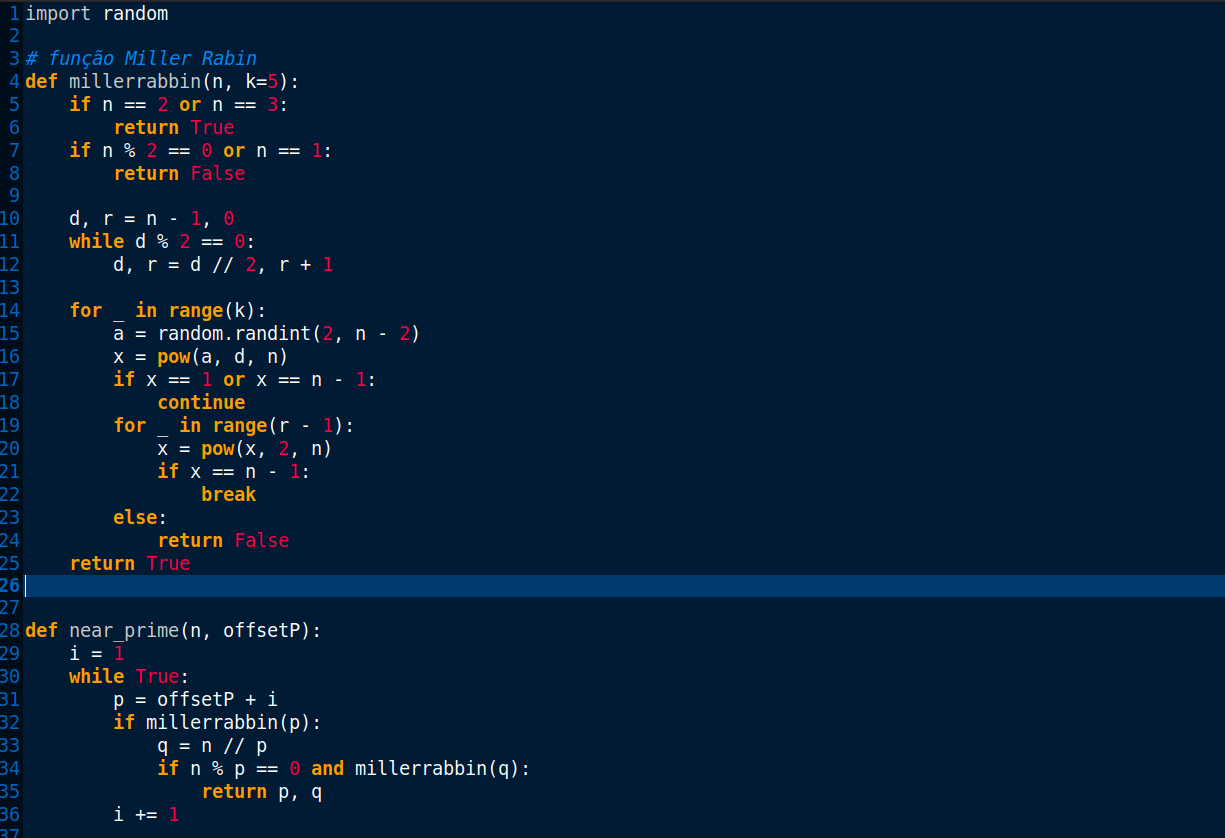 1 import random
2
3 # função Miller Rabin
4 def millerrabbin(n, k=5):
5     if n == 2 or n == 3:
6         return True
7     if n % 2 == 0 or n == 1:
8         return False
9
10     d, r = n - 1, 0
11     while d % 2 == 0:
12         d, r = d // 2, r + 1
13
14     for _ in range(k):
15         a = random.randint(2, n - 2)
16         x = pow(a, d, n)
17         if x == 1 or x == n - 1:
18             continue
19         for _ in range(r - 1):
20             x = pow(x, 2, n)
21             if x == n - 1:
22                 break
23         else:
24             return False
25     return True
26
27
28 def near_prime(n, offsetP):
29     i = 1
30     while True:
31         p = offsetP + i
32         if millerrabbin(p):
33             q = n // p
34             if n % p == 0 and millerrabbin(q):
35                 return p, q
36         i += 1
37